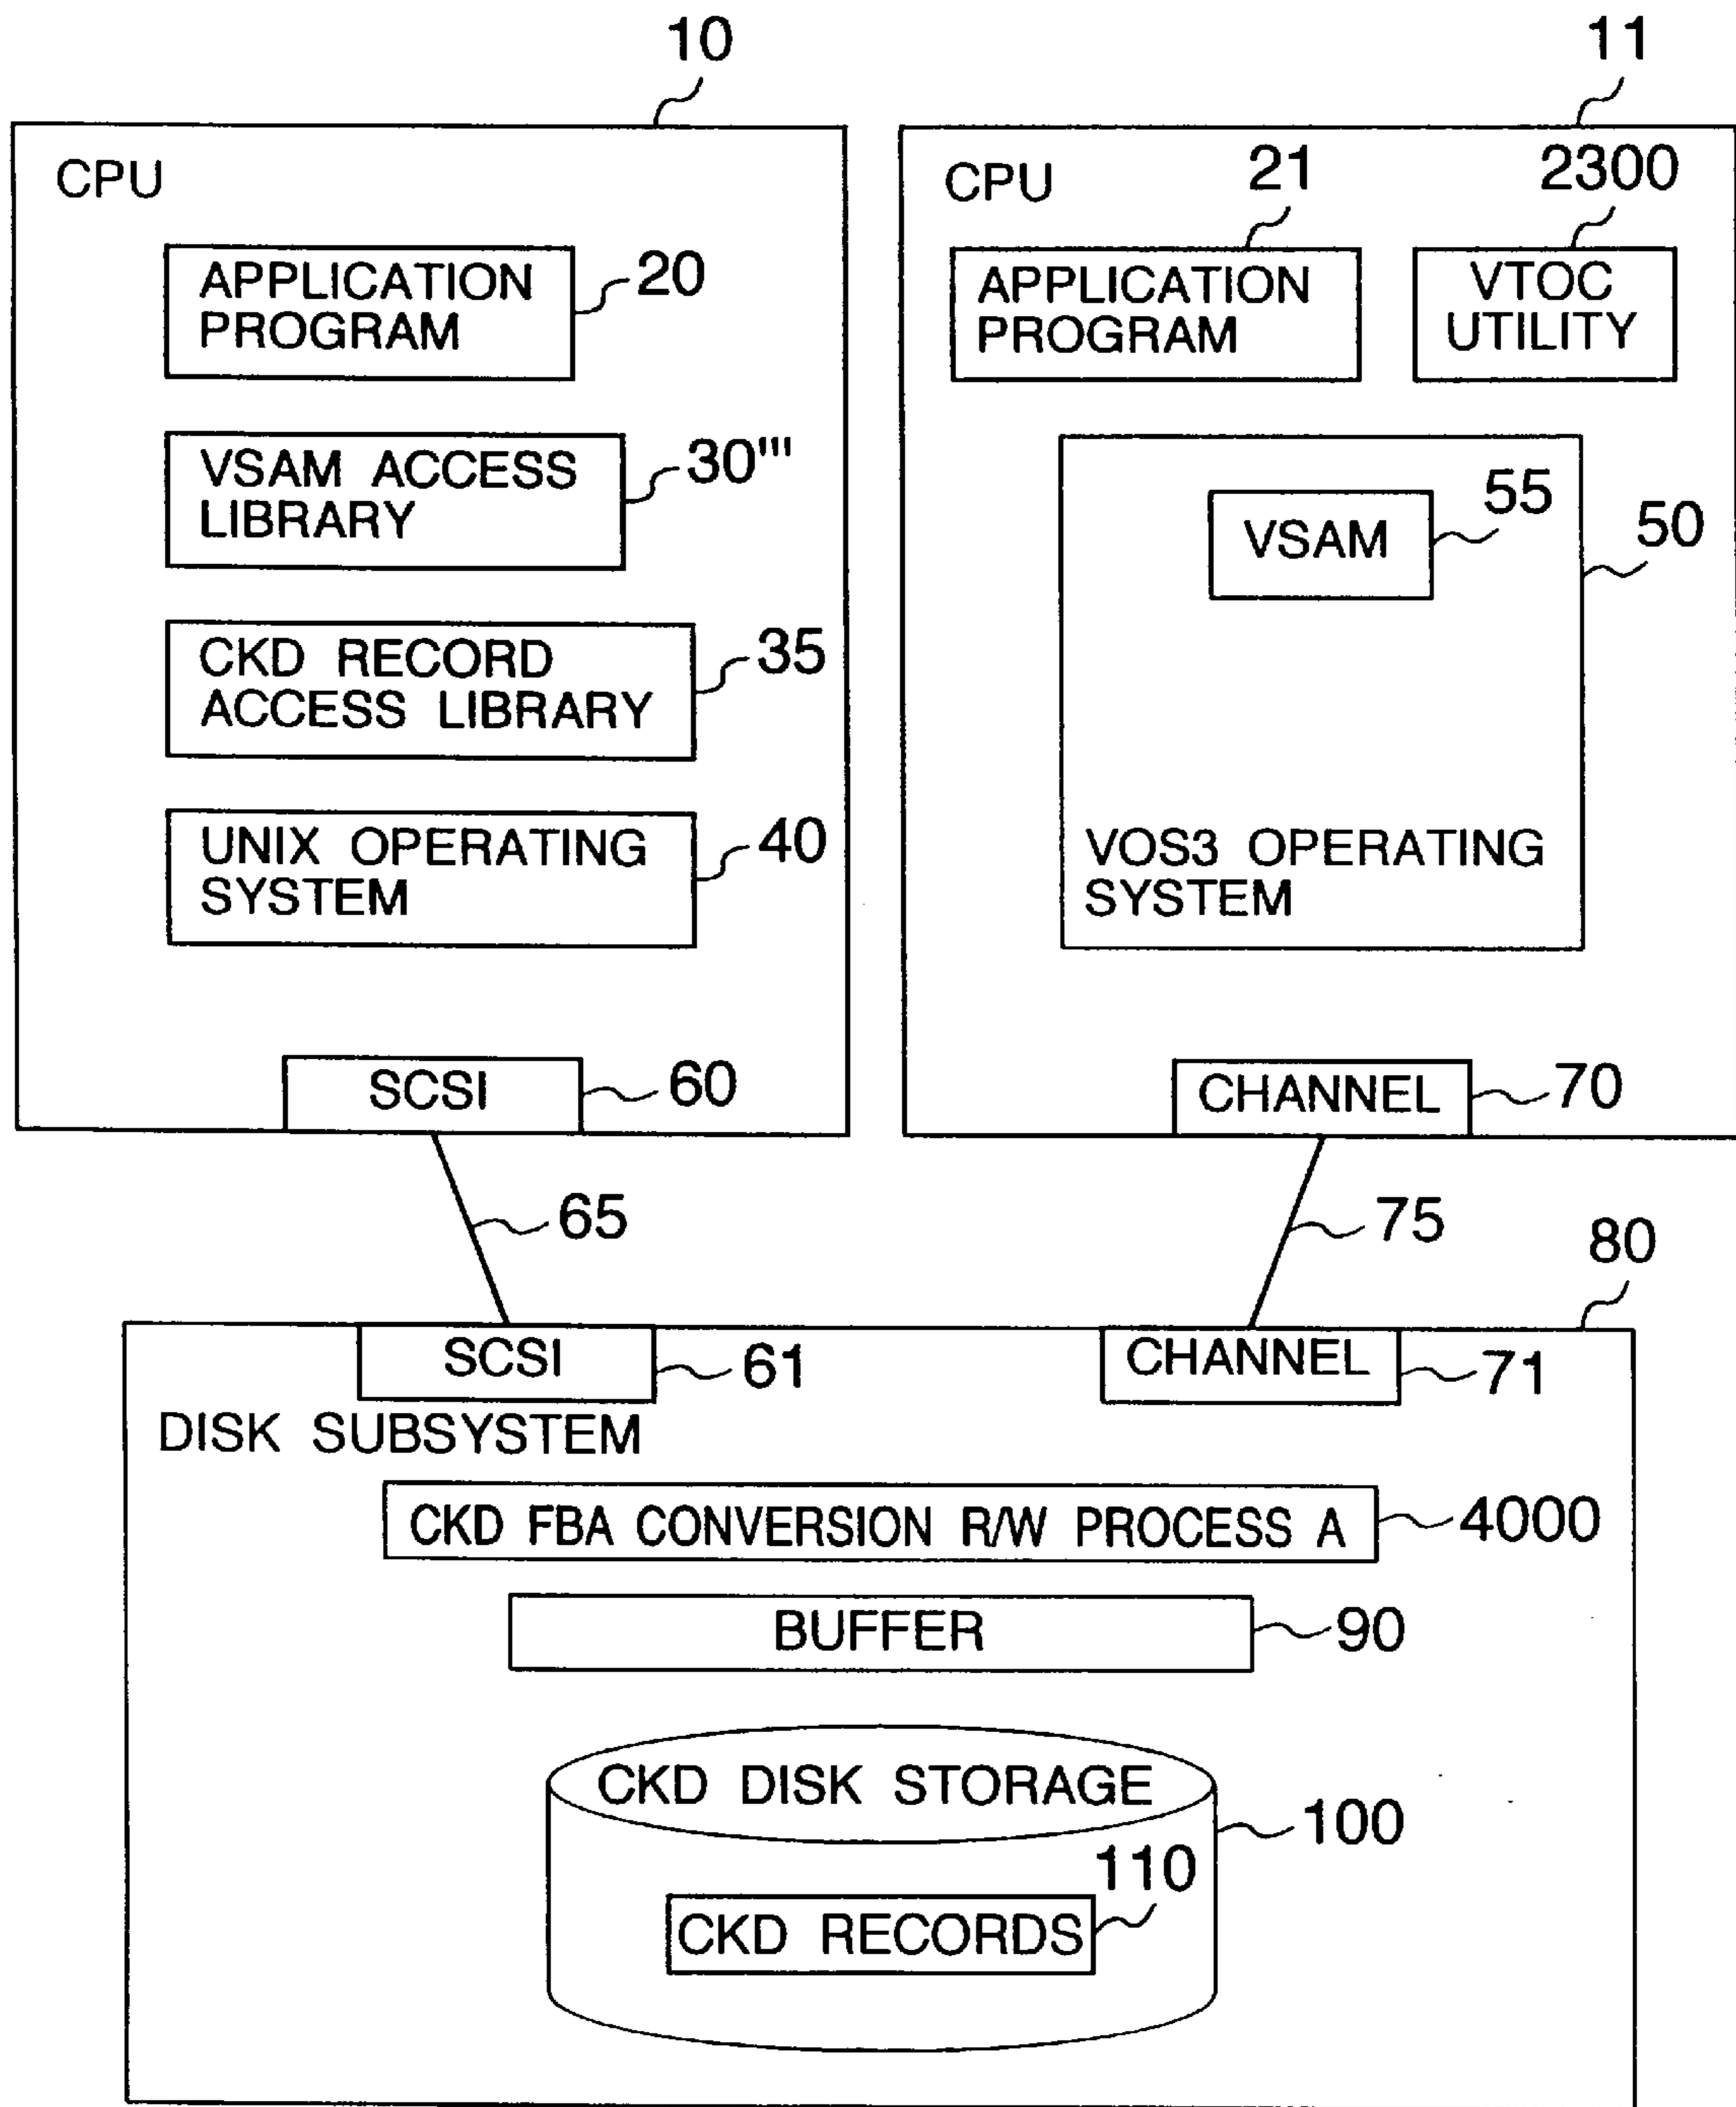 10
11
CPU
CPU
21
2300
APPLICATION
PROGRAM
20
APPLICATION
PROGRAM
VTOC
UTILITY
VSAM ACCESS
LIBRARY
30'''
VSAM
55
50
CKD RECORD
ACCESS LIBRARY
35
UNIX OPERATING
SYSTEM
40
VOS3 OPERATING
SYSTEM
SCSI
60
CHANNEL
70
65
75
80
SCSI
61
CHANNEL
71
DISK SUBSYSTEM
CKD FBA CONVERSION R/W PROCESS A
4000
BUFFER
90
CKD DISK STORAGE
100
110
CKD RECORDS